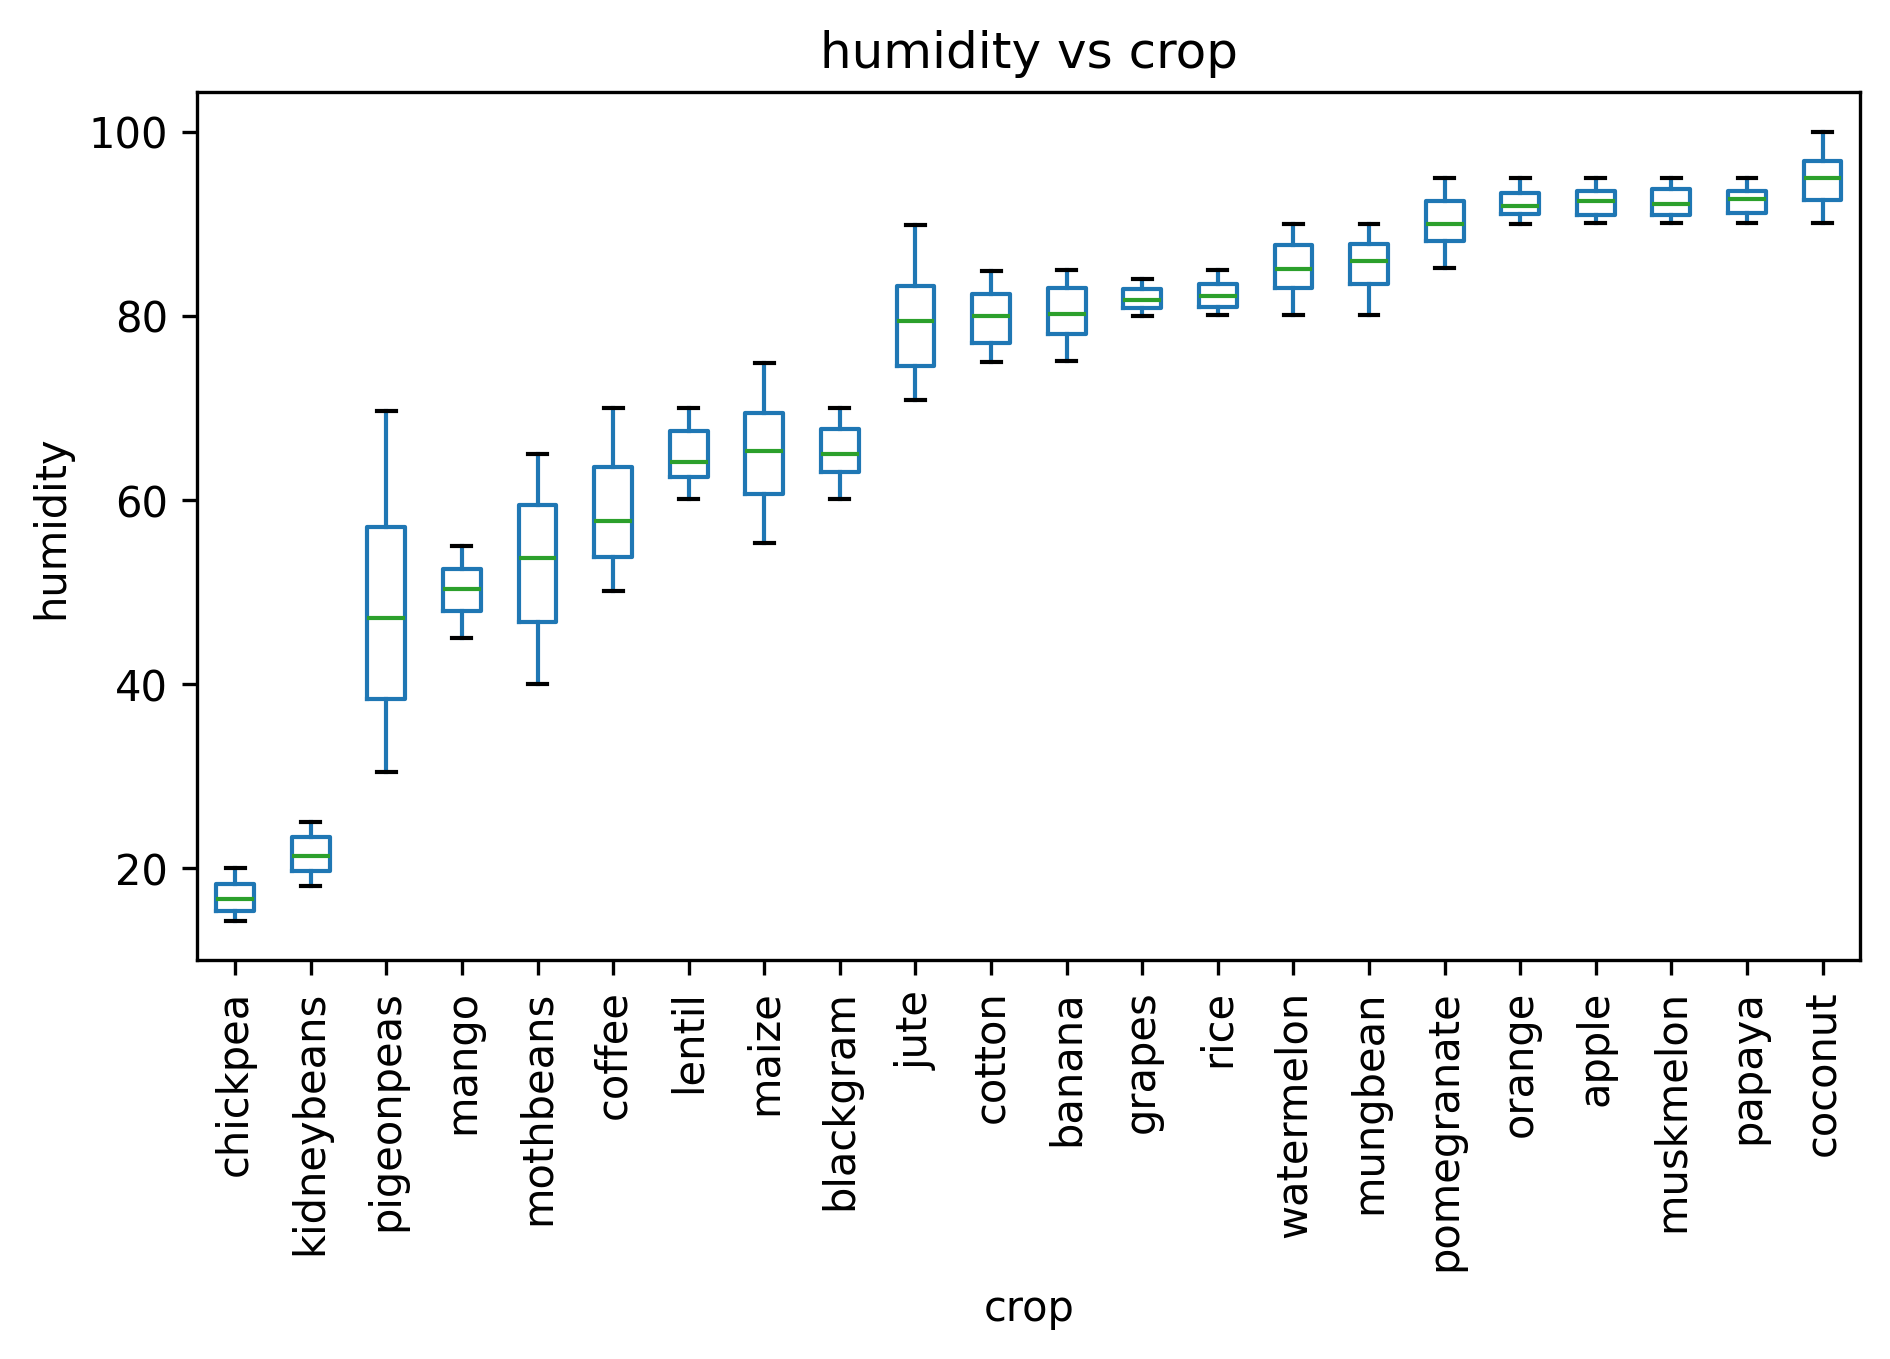 humidity vs crop
100
80
60
40
20
humidity
chickpea
kidneybeans
pigeonpeas
mango
mothbeans
coffee
lentil
maize
blackgram
jute
cotton
banana
grapes
rice
watermelon
mungbean
pomegranate
orange
apple
muskmelon
papaya
coconut
crop